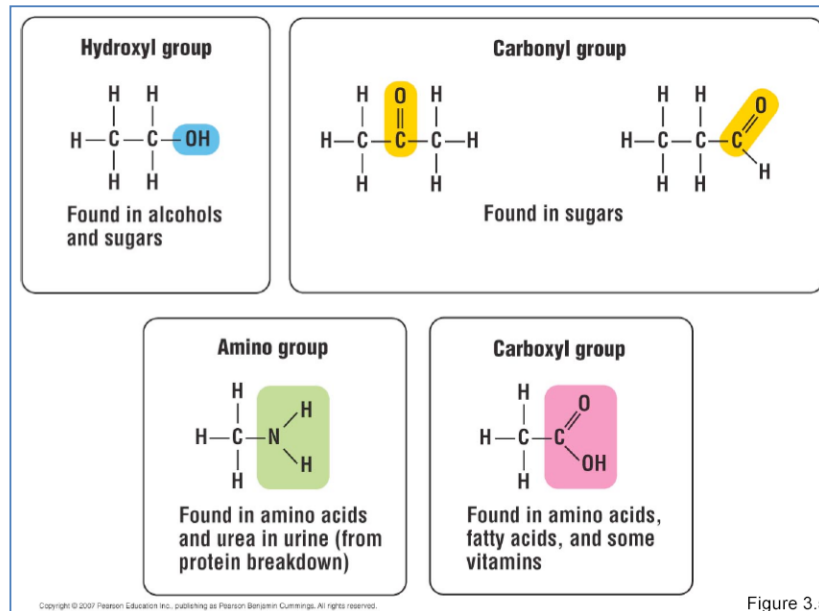 Hydroxyl group
H H
H C C OH
H H
Found in alcohols
and sugars
Carbonyl group
H O H
H C C C H
H H
H H O
H C C C
H H H
Found in sugars
Amino group
H H
H C N
H H
Found in amino acids
and urea in urine (from
protein breakdown)
Carboxyl group
H O
H C C
H OH
Found in amino acids,
fatty acids, and some
vitamins
Copyright © 2007 Pearson Education Inc., publishing as Pearson Benjamin Cummings. All rights reserved.
Figure 3.